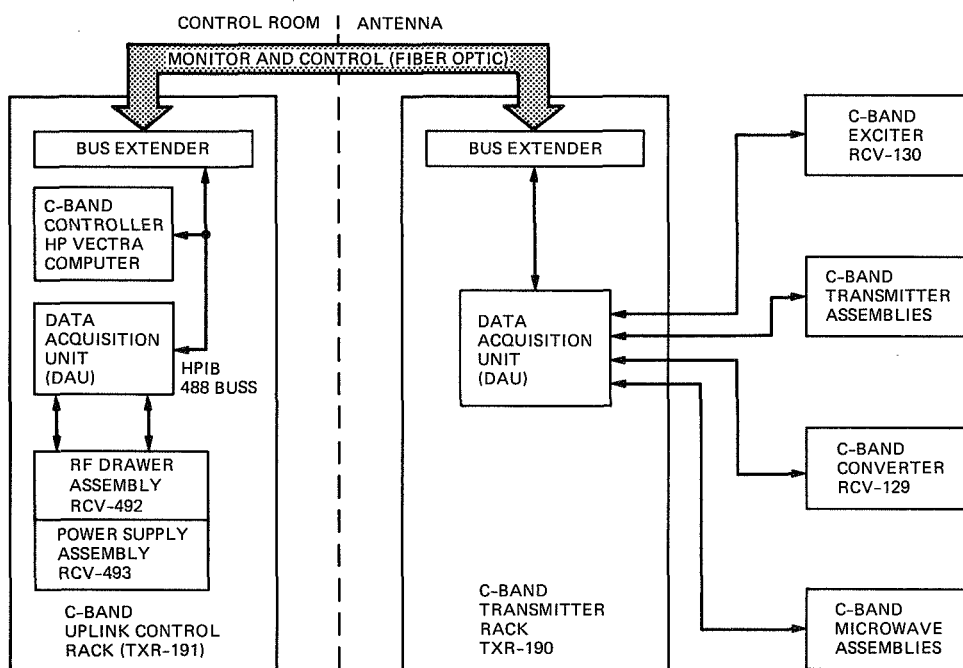 CONTROL ROOM
ANTENNA
MONITOR AND CONTROL (FIBER OPTIC)
BUS EXTENDER
C-BAND
CONTROLLER
HP VECTRA
COMPUTER
DATA
ACQUISITION
UNIT
(DAU)
HPIB
488 BUSS
RF DRAWER
ASSEMBLY
RCV-492
POWER SUPPLY
ASSEMBLY
RCV-493
C-BAND
UPLINK CONTROL
RACK (TXR-191)
BUS EXTENDER
DATA
ACQUISITION
UNIT
(DAU)
C-BAND
TRANSMITTER
RACK
TXR-190
C-BAND
EXCITER
RCV-130
C-BAND
TRANSMITTER
ASSEMBLIES
C-BAND
CONVERTER
RCV-129
C-BAND
MICROWAVE
ASSEMBLIES